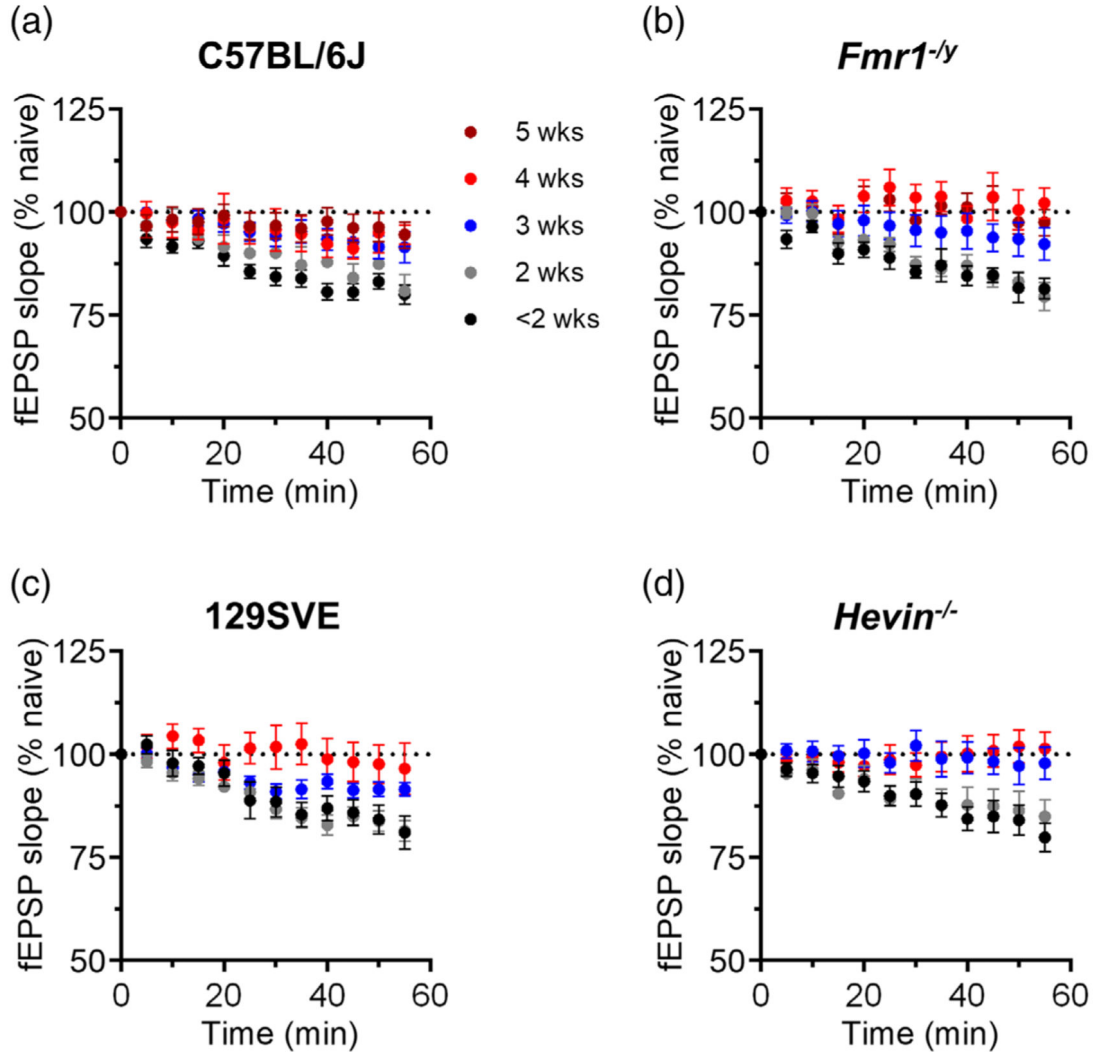 (a)
C57BL/6J
fEPSP slope (% naive)
125
100
75
50
0 20 40 60
Time (min)
5 wks
4 wks
3 wks
2 wks
<2 wks
(b)
Fmr1-/y
fEPSP slope (% naive)
125
100
75
50
0 20 40 60
Time (min)
(c)
129SVE
fEPSP slope (% naive)
125
100
75
50
0 20 40 60
Time (min)
(d)
Hevin-/-
fEPSP slope (% naive)
125
100
75
50
0 20 40 60
Time (min)